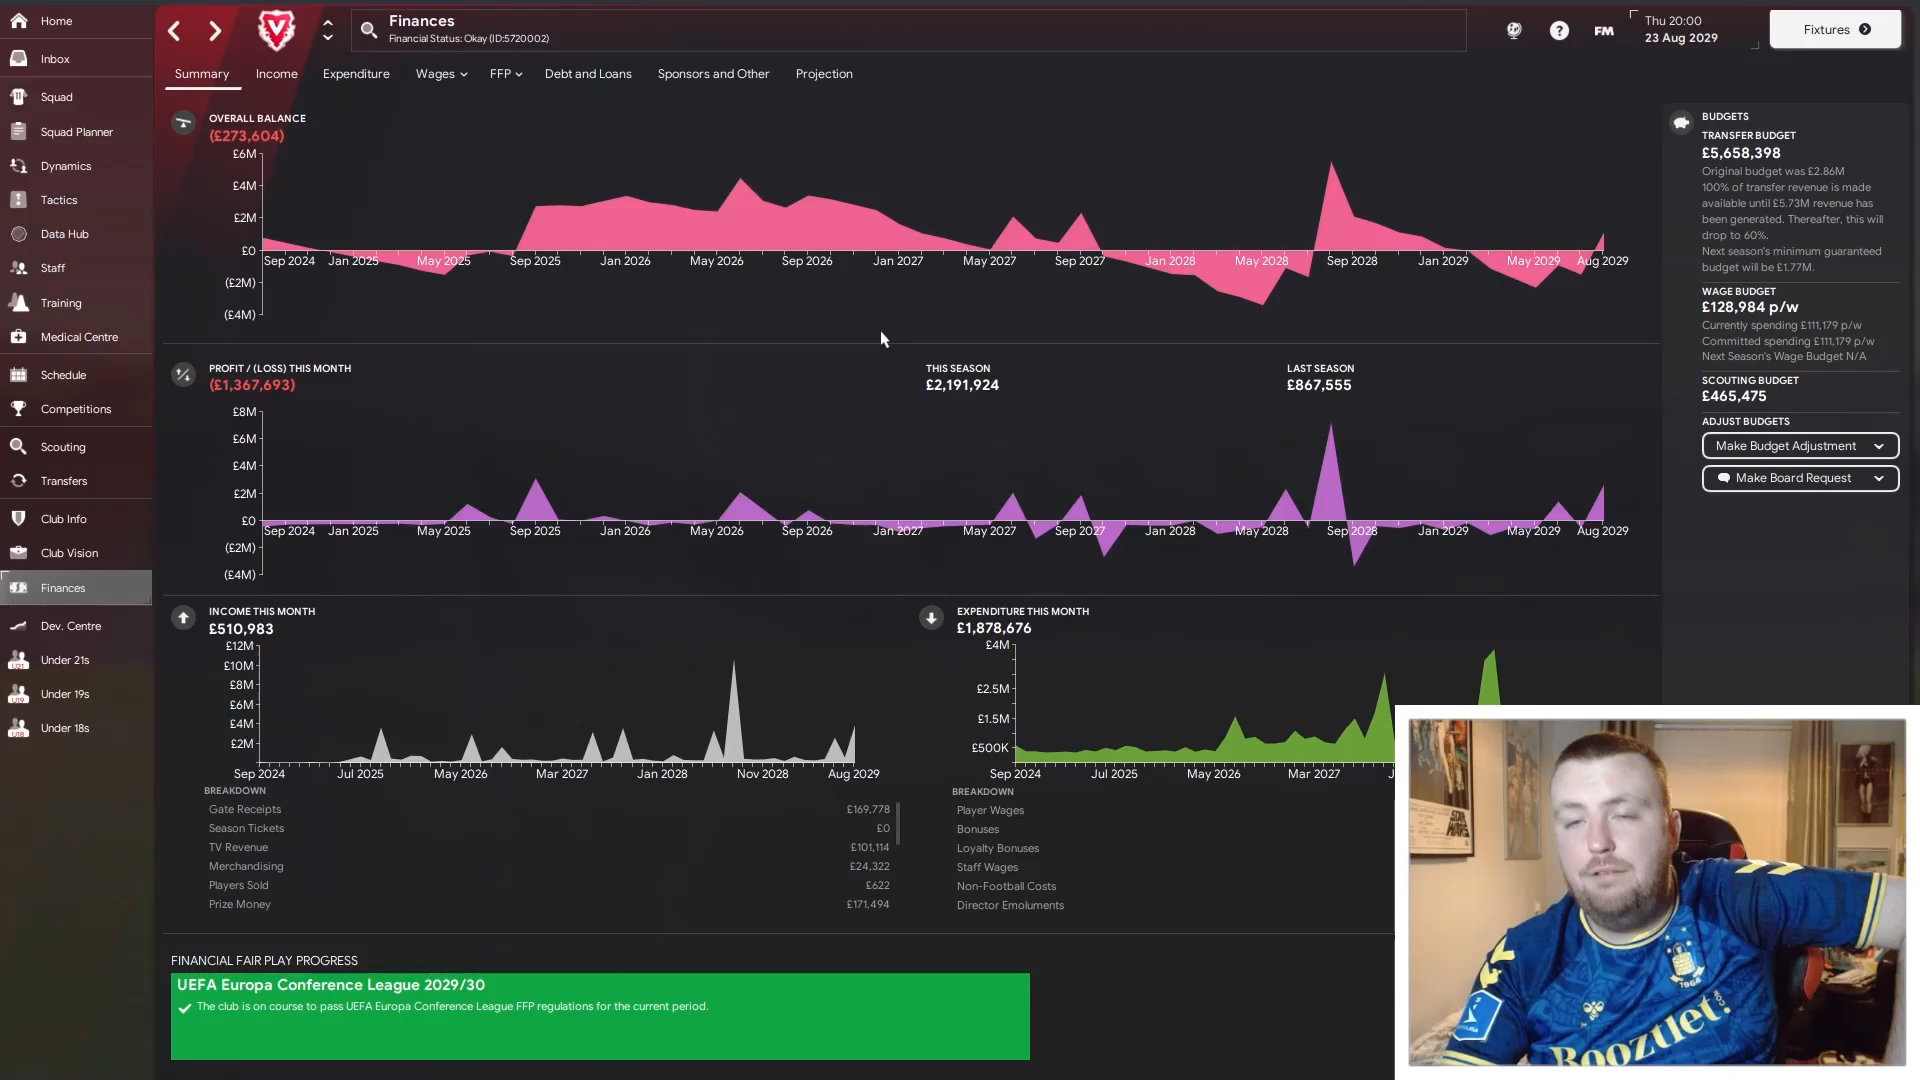 Home
Inbox
Squad
Squad Planner
Dynamics
Tactics
Data Hub
Staff
Training
Medical Centre
Schedule
Competitions
Scouting
Transfers
Club Info
Club Vision
Finances
Dev. Centre
Under 21s
Under 19s
Under 18s
Finances
Financial Status: Okay (ID:5720002)
FM
Thu 20:00
23 Aug 2029
Fixtures
Summary Income Expenditure Wages FFP Debt and Loans Sponsors and Other Projection
OVERALL BALANCE
(£273,604)
£6M
£4M
£2M
£0
(£2M)
(£4M)
Sep 2024 Jan 2025 May 2025 Sep 2025 Jan 2026 May 2026 Sep 2026 Jan 2027 May 2027 Sep 2027 Jan 2028 May 2028 Sep 2028 Jan 2029 May 2029 Aug 2029
PROFIT / (LOSS) THIS MONTH
(£1,367,693)
THIS SEASON
£2,191,924
LAST SEASON
£867,555
£8M
£6M
£4M
£2M
£0
(£2M)
(£4M)
Sep 2024 Jan 2025 May 2025 Sep 2025 Jan 2026 May 2026 Sep 2026 Jan 2027 May 2027 Sep 2027 Jan 2028 May 2028 Sep 2028 Jan 2029 May 2029 Aug 2029
INCOME THIS MONTH
£510,983
£12M
£10M
£8M
£6M
£4M
£2M
Sep 2024 Jul 2025 May 2026 Mar 2027 Jan 2028 Nov 2028 Aug 2029
BREAKDOWN
Gate Receipts £169,778
Season Tickets £0
TV Revenue £101,114
Merchandising £24,322
Players Sold £622
Prize Money £171,494
EXPENDITURE THIS MONTH
£1,878,676
£4M
£2.5M
£1.5M
£500K
Sep 2024 Jul 2025 May 2026 Mar 2027 J
BREAKDOWN
Player Wages
Bonuses
Loyalty Bonuses
Staff Wages
Non-Football Costs
Director Emoluments
FINANCIAL FAIR PLAY PROGRESS
UEFA Europa Conference League 2029/30
The club is on course to pass UEFA Europa Conference League FFP regulations for the current period.
BUDGETS
TRANSFER BUDGET
£5,658,398
Original budget was £2.86M
100% of transfer revenue is made
available until £5.73M revenue has
been generated. Thereafter, this will
drop to 60%.
Next season's minimum guaranteed
budget will be £1.77M.
WAGE BUDGET
£128,984 p/w
Currently spending £111,179 p/w
Committed spending £111,179 p/w
Next Season's Wage Budget N/A
SCOUTING BUDGET
£465,475
ADJUST BUDGETS
Make Budget Adjustment
Make Board Request
STAR
WARS
1964
Booztlet.